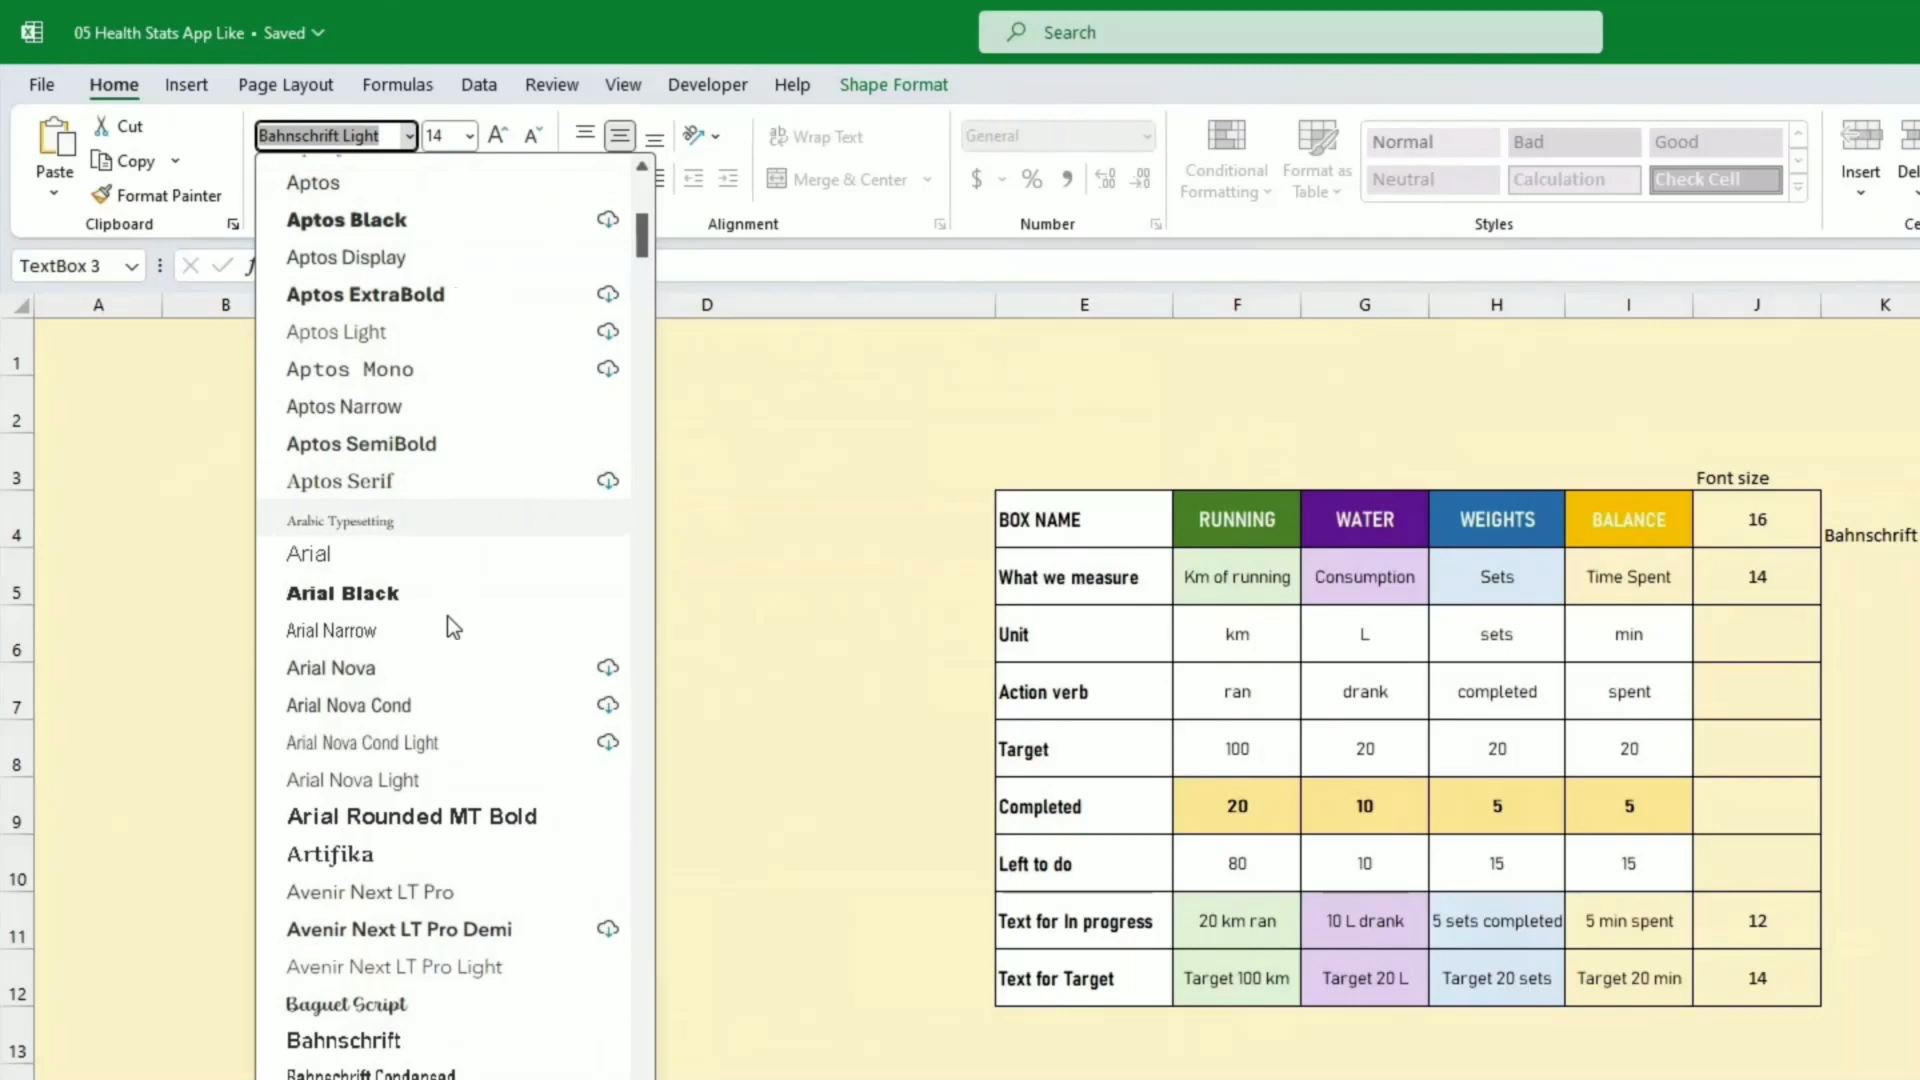 05 Health Stats App Like • Saved
Search
File Home Insert Page Layout Formulas Data Review View Developer Help Shape Format
Paste
Cut
Copy
Format Painter
Clipboard
Bahnschrift Light 14
Wrap Text
Merge & Center
Alignment
General
$ % ,
Number
Conditional Formatting
Format as Table
Normal Bad Good
Neutral Calculation Check Cell
Styles
Insert
TextBox 3
A B D E F G H I J K
1
2
3
4
5
6
7
8
9
10
11
12
13
Aptos
Aptos Black
Aptos Display
Aptos ExtraBold
Aptos Light
Aptos Mono
Aptos Narrow
Aptos SemiBold
Aptos Serif
Arabic Typesetting
Arial
Arial Black
Arial Narrow
Arial Nova
Arial Nova Cond
Arial Nova Cond Light
Arial Nova Light
Arial Rounded MT Bold
Artifika
Avenir Next LT Pro
Avenir Next LT Pro Demi
Avenir Next LT Pro Light
Baguet Script
Bahnschrift
Bahnschrift Condensed
Font size
BOX NAME RUNNING WATER WEIGHTS BALANCE 16
Bahnschrift
What we measure Km of running Consumption Sets Time Spent 14
Unit km L sets min
Action verb ran drank completed spent
Target 100 20 20 20
Completed 20 10 5 5
Left to do 80 10 15 15
Text for In progress 20 km ran 10 L drank 5 sets completed 5 min spent 12
Text for Target Target 100 km Target 20 L Target 20 sets Target 20 min 14